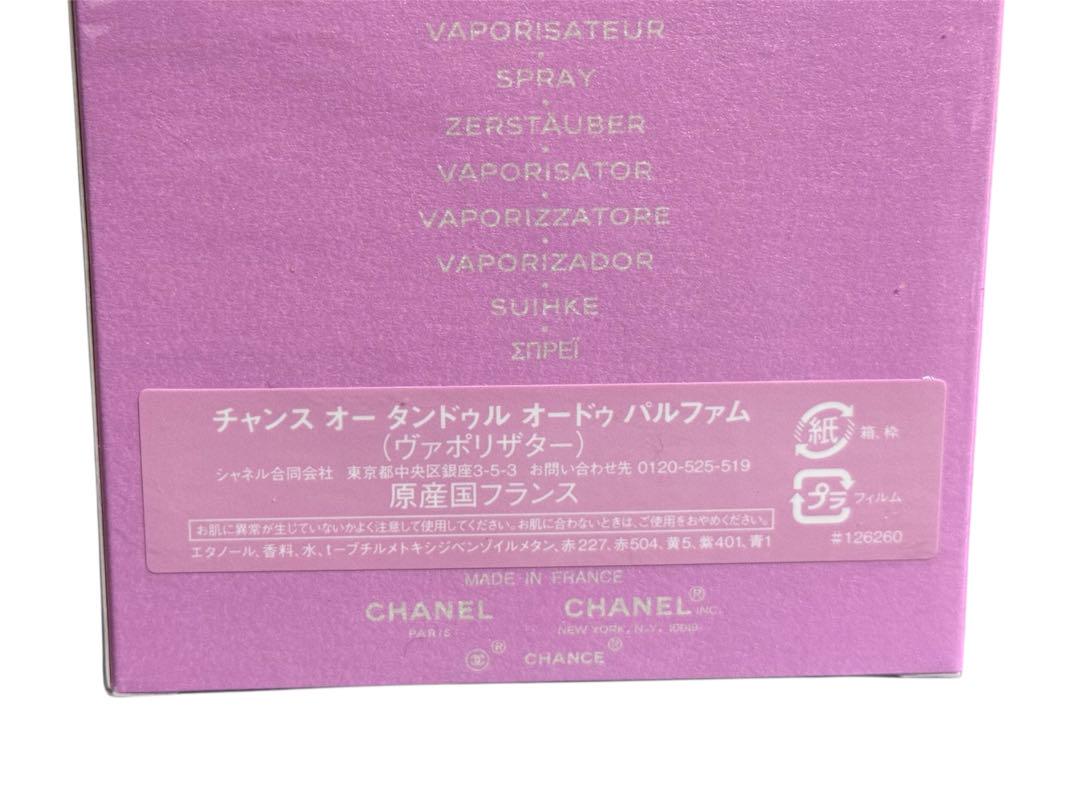 VAPORISATEUR
SPRAY
ZERSTÄUBER
VAPORISATOR
VAPORIZZATORE
VAPORIZADOR
SUIHKE
ΣΠΡΕΪ
チャンス オー タンドゥル オードゥ パルファム
(ヴァポリザター)
シャネル合同会社 東京都中央区銀座3-5-3 お問い合わせ先 0120-525-519
原産国フランス
お肌に異常が生じていないかよく注意して使用してください。お肌に合わないときは、ご使用をおやめください。
エタノール、香料、水、t-ブチルメトキシジベンゾイルメタン、赤227、赤504、黄5、紫401、青1
紙 箱、枠
プラ フィルム
#126260
MADE IN FRANCE
CHANEL CHANEL® INC.
PARIS NEW YORK, N.Y. 10019
® CHANCE®